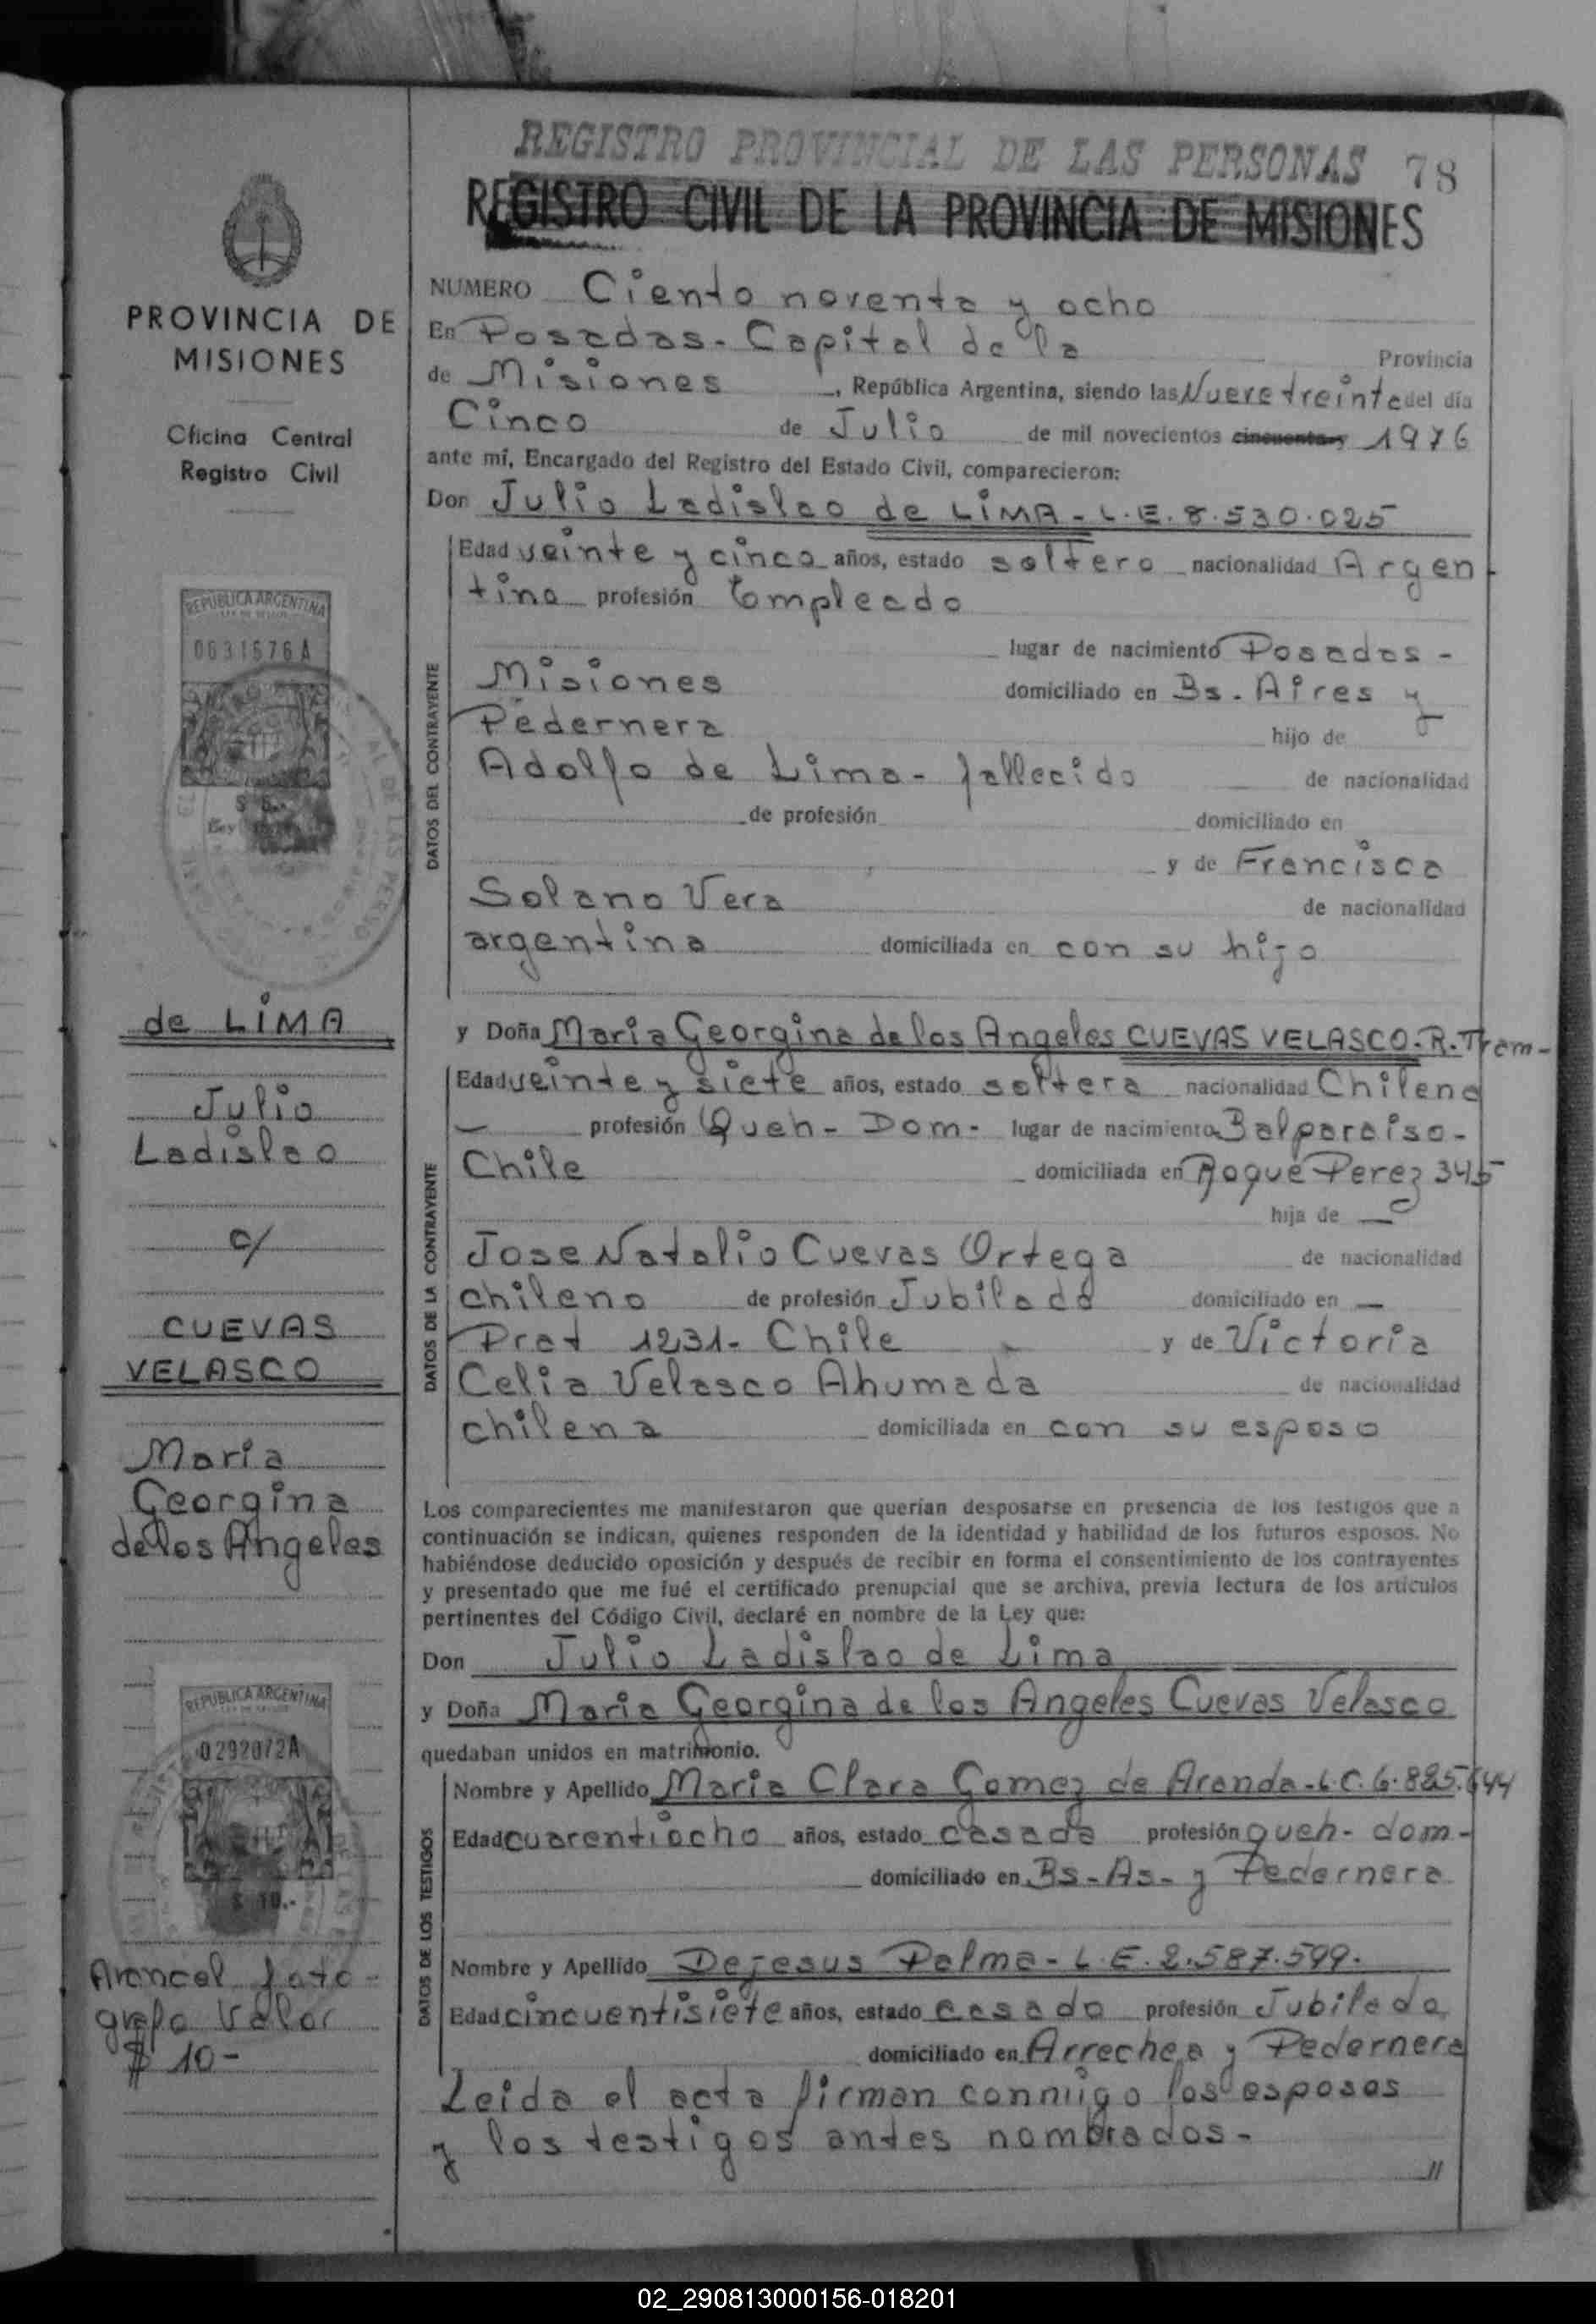 REGISTRO PROVINCIAL DE LAS PERSONAS 78
REGISTRO CIVIL DE LA PROVINCIA DE MISIONES
PROVINCIA DE
MISIONES
Oficina Central
Registro Civil
REPUBLICA ARGENTINA
0631676A
de LIMA
Julio
Ladislao
c/
CUEVAS
VELASCO
Maria
Georgina
de los Angeles
REPUBLICA ARGENTINA
0292072A
$ 10.-
Arancel foto-
grafo Valor
$ 10-
NUMERO Ciento noventa y ocho
En Posadas - Capital de la Provincia
de Misiones, República Argentina, siendo las Nueve treinta del día
Cinco de Julio de mil novecientos cincuenta y 1976
ante mí, Encargado del Registro del Estado Civil, comparecieron:
Don Julio Ladislao de LIMA - L.E. 8.530.025
DATOS DEL CONTRAYENTE
Edad veinte y cinco años, estado soltero nacionalidad Argen-
tina profesión Empleado
lugar de nacimiento Posadas -
Misiones domiciliado en Bs. Aires y
Pedernera hijo de
Adolfo de Lima - fallecido de nacionalidad
de profesión domiciliado en
y de Francisca
Solano Vera de nacionalidad
argentina domiciliada en con su hijo
y Doña Maria Georgina de los Angeles CUEVAS VELASCO - R. Tram-
DATOS DE LA CONTRAYENTE
Edad veinte y siete años, estado soltera nacionalidad Chilena
— profesión Queh - Dom - lugar de nacimiento Balparaiso -
Chile domiciliada en Roque Perez 345
hija de —
Jose Natalio Cuevas Ortega de nacionalidad
chileno de profesión Jubilado domiciliado en —
Prat 1231 - Chile y de Victoria
Celia Velasco Ahumada de nacionalidad
chilena domiciliada en con su esposo
Los comparecientes me manifestaron que querían desposarse en presencia de los testigos que a
continuación se indican, quienes responden de la identidad y habilidad de los futuros esposos. No
habiéndose deducido oposición y después de recibir en forma el consentimiento de los contrayentes
y presentado que me fué el certificado prenupcial que se archiva, previa lectura de los artículos
pertinentes del Código Civil, declaré en nombre de la Ley que:
Don Julio Ladislao de Lima
y Doña Maria Georgina de los Angeles Cuevas Velasco
quedaban unidos en matrimonio.
DATOS DE LOS TESTIGOS
Nombre y Apellido Maria Clara Gomez de Aranda - L.C. 6.885.644
Edad cuarentiocho años, estado casada profesión queh - dom -
domiciliado en Bs - As - y Pedernera
Nombre y Apellido Dejesus Palma - L.E. 2.587.599.
Edad cincuentisiete años, estado casado profesión Jubilado
domiciliado en Arrechea y Pedernera
Leida el acta firman conmigo los esposos
y los testigos antes nombrados -
//
02_290813000156-018201